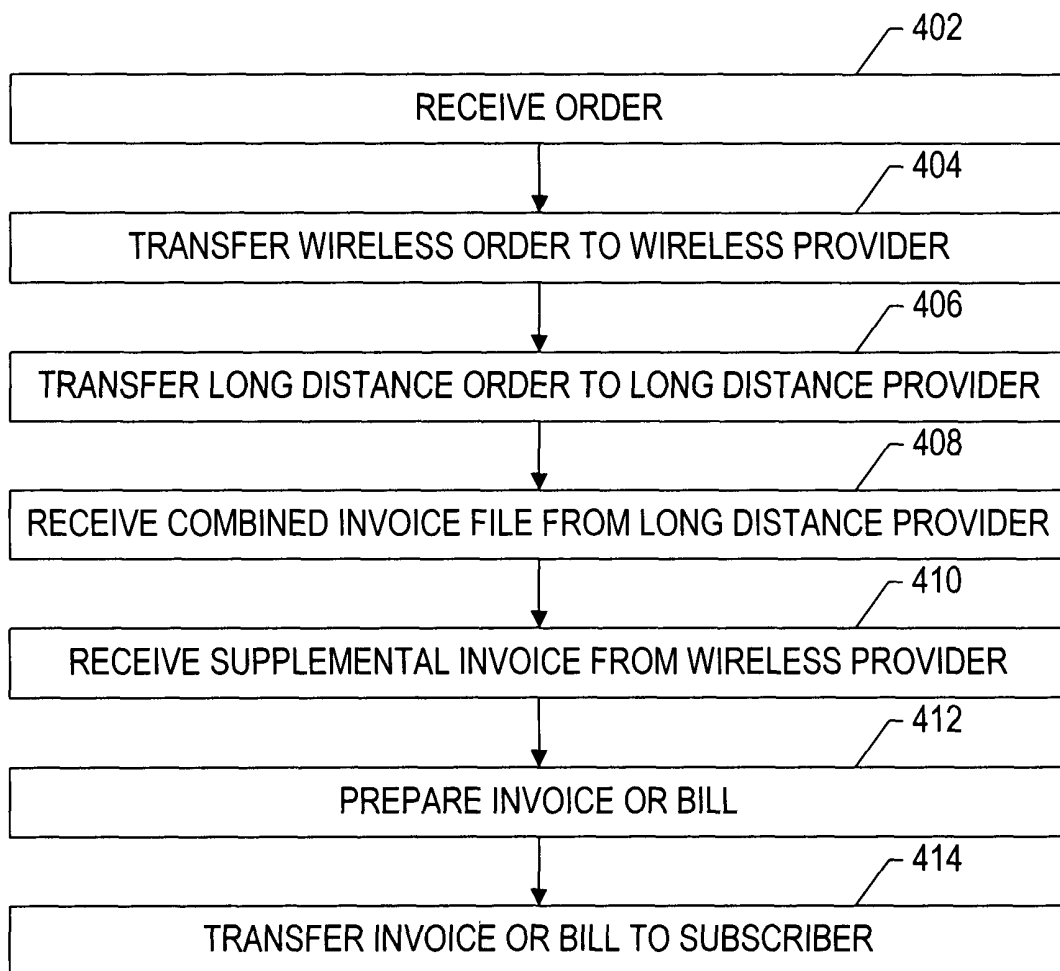 402
RECEIVE ORDER
404
TRANSFER WIRELESS ORDER TO WIRELESS PROVIDER
406
TRANSFER LONG DISTANCE ORDER TO LONG DISTANCE PROVIDER
408
RECEIVE COMBINED INVOICE FILE FROM LONG DISTANCE PROVIDER
410
RECEIVE SUPPLEMENTAL INVOICE FROM WIRELESS PROVIDER
412
PREPARE INVOICE OR BILL
414
TRANSFER INVOICE OR BILL TO SUBSCRIBER